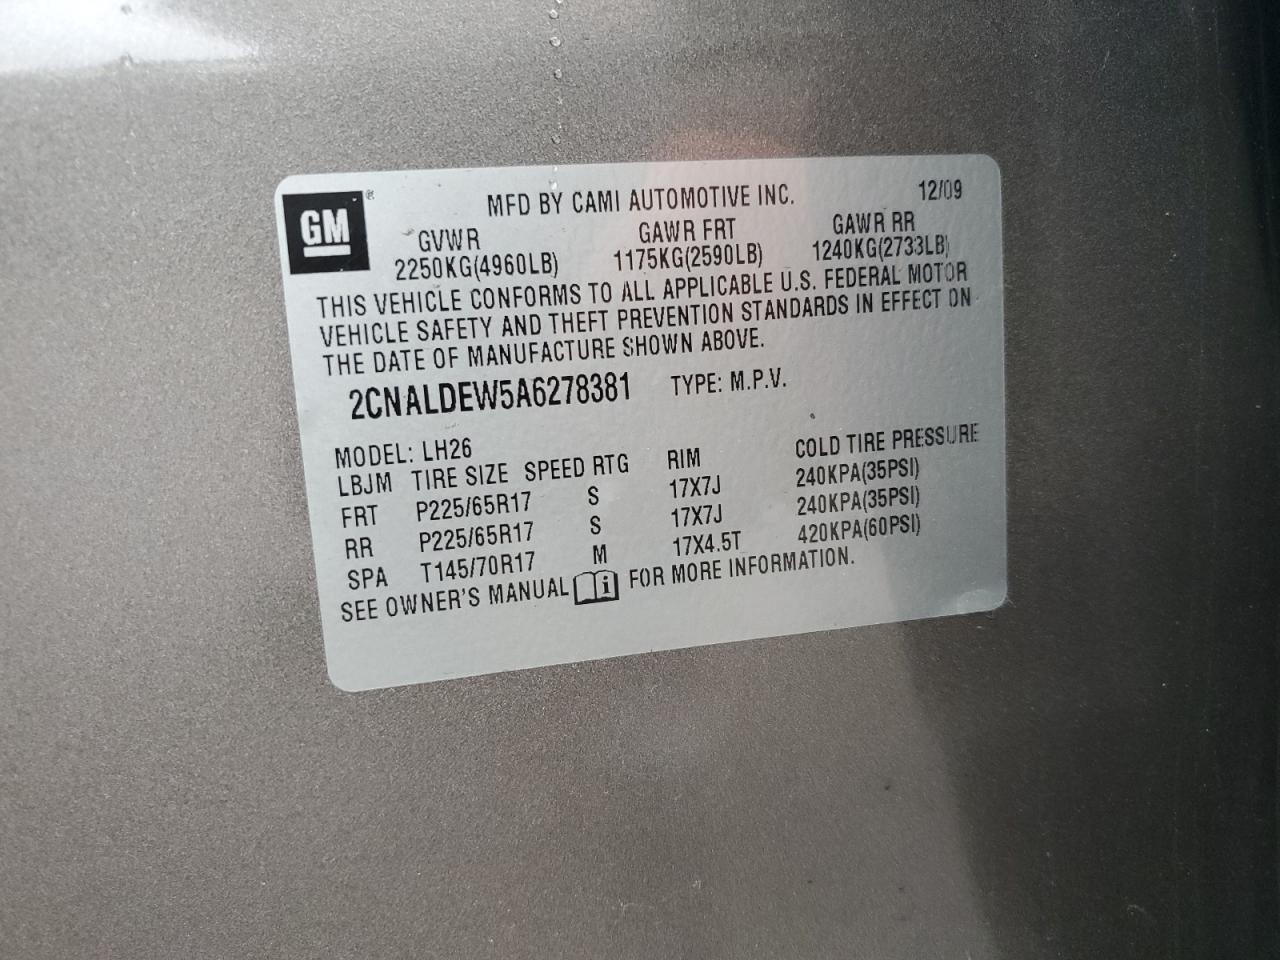 GM ® MFD BY CAMI AUTOMOTIVE INC. 12/09
GVWR GAWR FRT GAWR RR
2250KG(4960LB) 1175KG(2590LB) 1240KG(2733LB)
THIS VEHICLE CONFORMS TO ALL APPLICABLE U.S. FEDERAL MOTOR
VEHICLE SAFETY AND THEFT PREVENTION STANDARDS IN EFFECT ON
THE DATE OF MANUFACTURE SHOWN ABOVE.
2CNALDEW5A6278381 TYPE: M.P.V.
MODEL: LH26
LBJM TIRE SIZE SPEED RTG RIM COLD TIRE PRESSURE
FRT P225/65R17 S 17X7J 240KPA(35PSI)
RR P225/65R17 S 17X7J 240KPA(35PSI)
SPA T145/70R17 M 17X4.5T 420KPA(60PSI)
SEE OWNER'S MANUAL i FOR MORE INFORMATION.